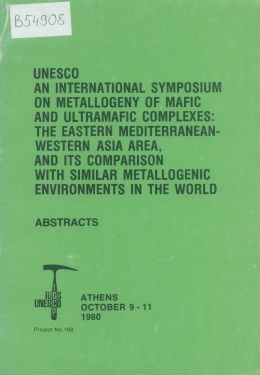 B54908
UNESCO
AN INTERNATIONAL SYMPOSIUM
ON METALLOGENY OF MAFIC
AND ULTRAMAFIC COMPLEXES:
THE EASTERN MEDITERRANEAN-
WESTERN ASIA AREA,
AND ITS COMPARISON
WITH SIMILAR METALLOGENIC
ENVIRONMENTS IN THE WORLD
ABSTRACTS
IUGS
UNESCO
ATHENS
OCTOBER 9 - 11
1980
Project No 169